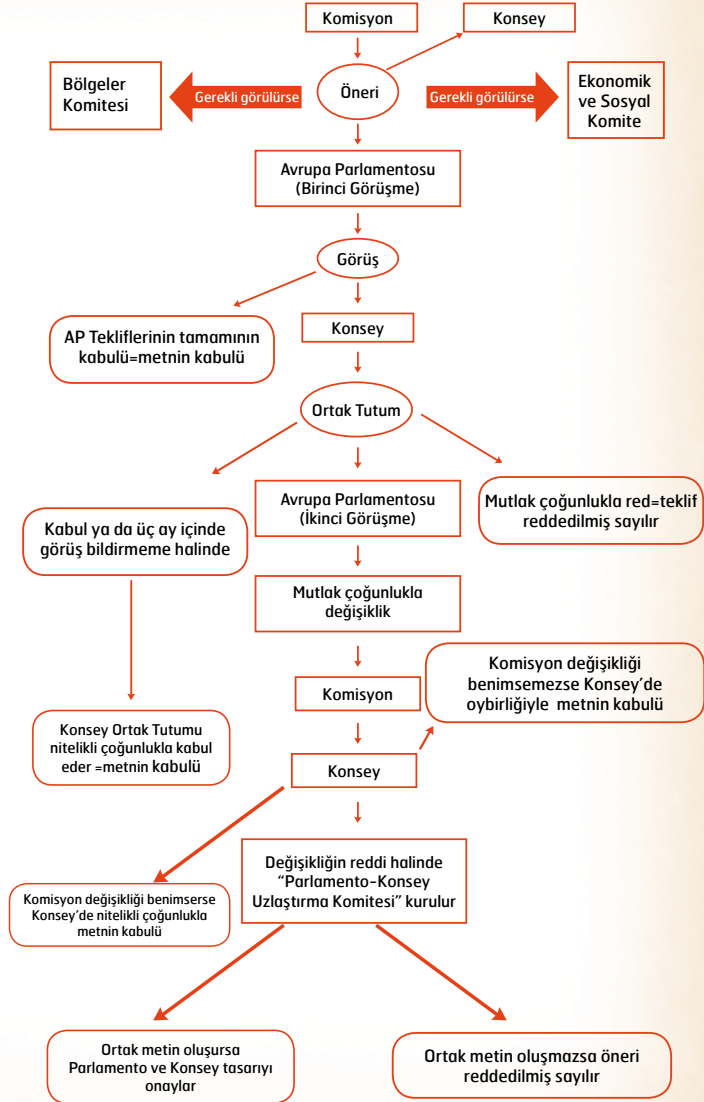 Komisyon
Konsey
Bölgeler
Komitesi
Gerekli görülürse
Öneri
Gerekli görülürse
Ekonomik
ve Sosyal
Komite
Avrupa Parlamentosu
(Birinci Görüşme)
Görüş
AP Tekliflerinin tamamının
kabulü=metnin kabulü
Konsey
Ortak Tutum
Kabul ya da üç ay içinde
görüş bildirmeme halinde
Avrupa Parlamentosu
(İkinci Görüşme)
Mutlak çoğunlukla red=teklif
reddedilmiş sayılır
Mutlak çoğunlukla
değişiklik
Komisyon
Komisyon değişikliği
benimsemezse Konsey’de
oybirliğiyle metnin kabulü
Konsey Ortak Tutumu
nitelikli çoğunlukla kabul
eder =metnin kabulü
Konsey
Değişikliğin reddi halinde
“Parlamento-Konsey
Uzlaştırma Komitesi” kurulur
Komisyon değişikliği benimserse
Konsey’de nitelikli çoğunlukla
metnin kabulü
Ortak metin oluşursa
Parlamento ve Konsey tasarıyı
onaylar
Ortak metin oluşmazsa öneri
reddedilmiş sayılır